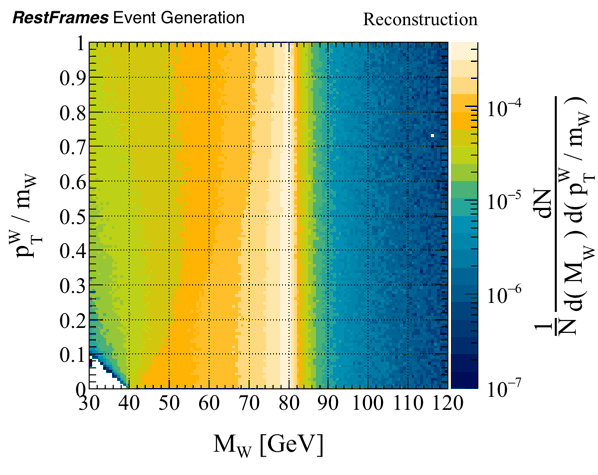 RestFrames Event Generation
Reconstruction
p_T^W / m_W
1
0.9
0.8
0.7
0.6
0.5
0.4
0.3
0.2
0.1
0
30 40 50 60 70 80 90 100 110 120
M_W [GeV]
10^-4
10^-5
10^-6
10^-7
1/N dN / d( M_W ) d( p_T^W / m_W )